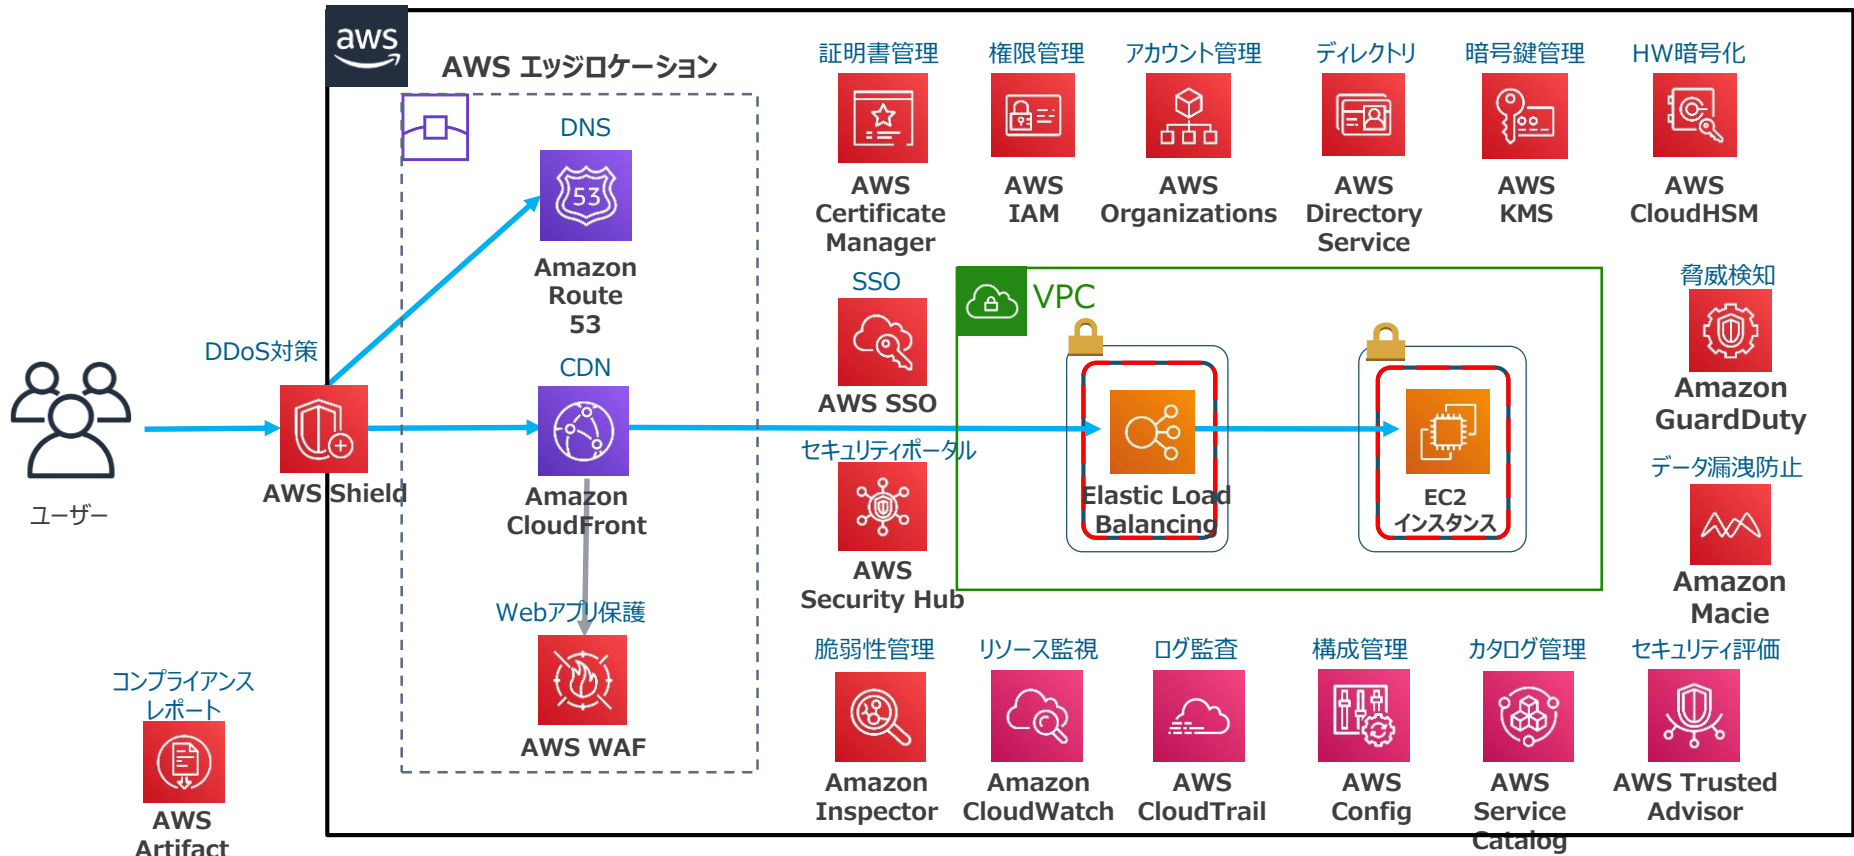 aws
AWS エッジロケーション
DNS
53
Amazon
Route
53
CDN
Amazon
CloudFront
Webアプリ保護
AWS WAF
DDoS対策
AWS Shield
ユーザー
コンプライアンス
レポート
AWS
Artifact
証明書管理
AWS
Certificate
Manager
権限管理
AWS
IAM
アカウント管理
AWS
Organizations
ディレクトリ
AWS
Directory
Service
暗号鍵管理
AWS
KMS
HW暗号化
AWS
CloudHSM
SSO
AWS SSO
セキュリティポータル
AWS
Security Hub
VPC
Elastic Load
Balancing
EC2
インスタンス
脅威検知
Amazon
GuardDuty
データ漏洩防止
Amazon
Macie
脆弱性管理
Amazon
Inspector
リソース監視
Amazon
CloudWatch
ログ監査
AWS
CloudTrail
構成管理
AWS
Config
カタログ管理
AWS
Service
Catalog
セキュリティ評価
AWS Trusted
Advisor